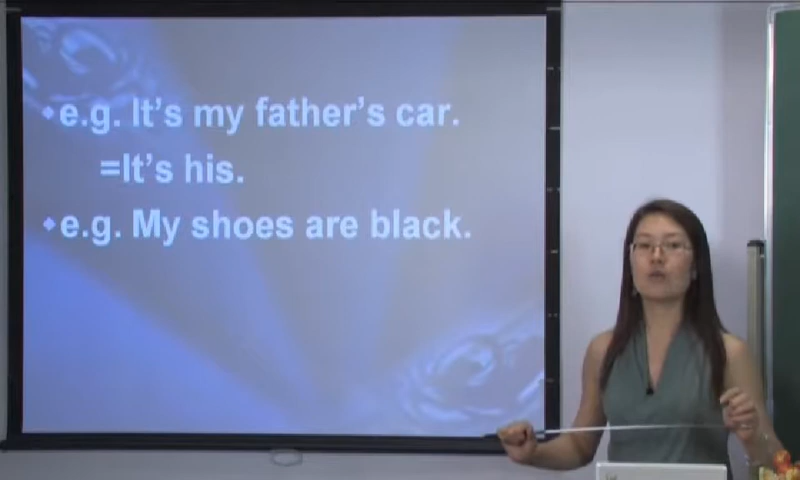 e.g. It's my father's car.
=It's his.
e.g. My shoes are black.